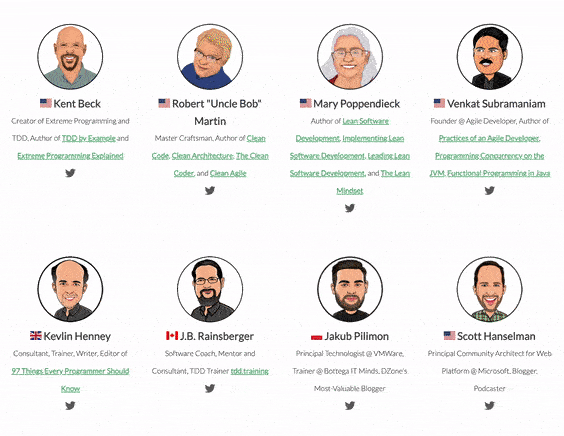 Kent Beck
Creator of Extreme Programming and
TDD, Author of TDD by Example and
Extreme Programming Explained
Robert "Uncle Bob"
Martin
Master Craftsman, Author of Clean
Code, Clean Architecture, The Clean
Coder, and Clean Agile
Mary Poppendieck
Author of Lean Software
Development, Implementing Lean
Software Development, Leading Lean
Software Development, and The Lean
Mindset
Venkat Subramaniam
Founder @ Agile Developer, Author of
Practices of an Agile Developer,
Programming Concurrency on the
JVM, Functional Programming in Java
Kevlin Henney
Consultant, Trainer, Writer, Editor of
97 Things Every Programmer Should
Know
J.B. Rainsberger
Software Coach, Mentor and
Consultant, TDD Trainer tdd.training
Jakub Pilimon
Principal Technologist @ VMWare,
Trainer @ Bottega IT Minds, DZone's
Most-Valuable Blogger
Scott Hanselman
Principal Community Architect for Web
Platform @ Microsoft, Blogger,
Podcaster